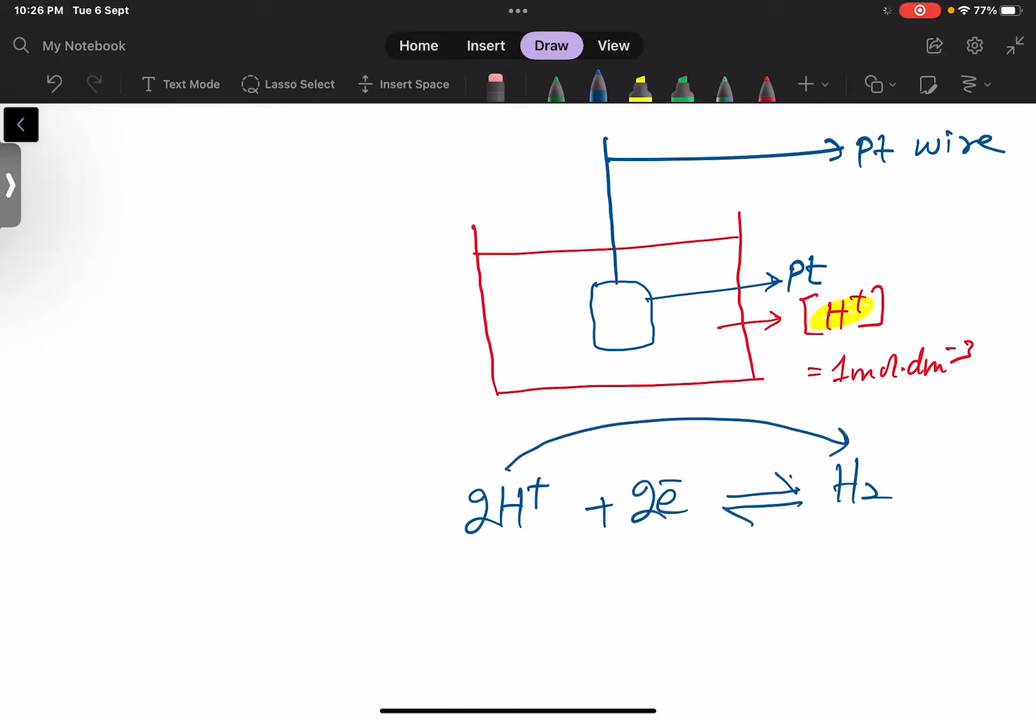 10:26 PM Tue 6 Sept
77%
My Notebook
Home Insert Draw View
Text Mode Lasso Select Insert Space
pt wire
pt
[H⁺]
= 1mol.dm⁻³
2H⁺ + 2e̅ ⇌ H₂